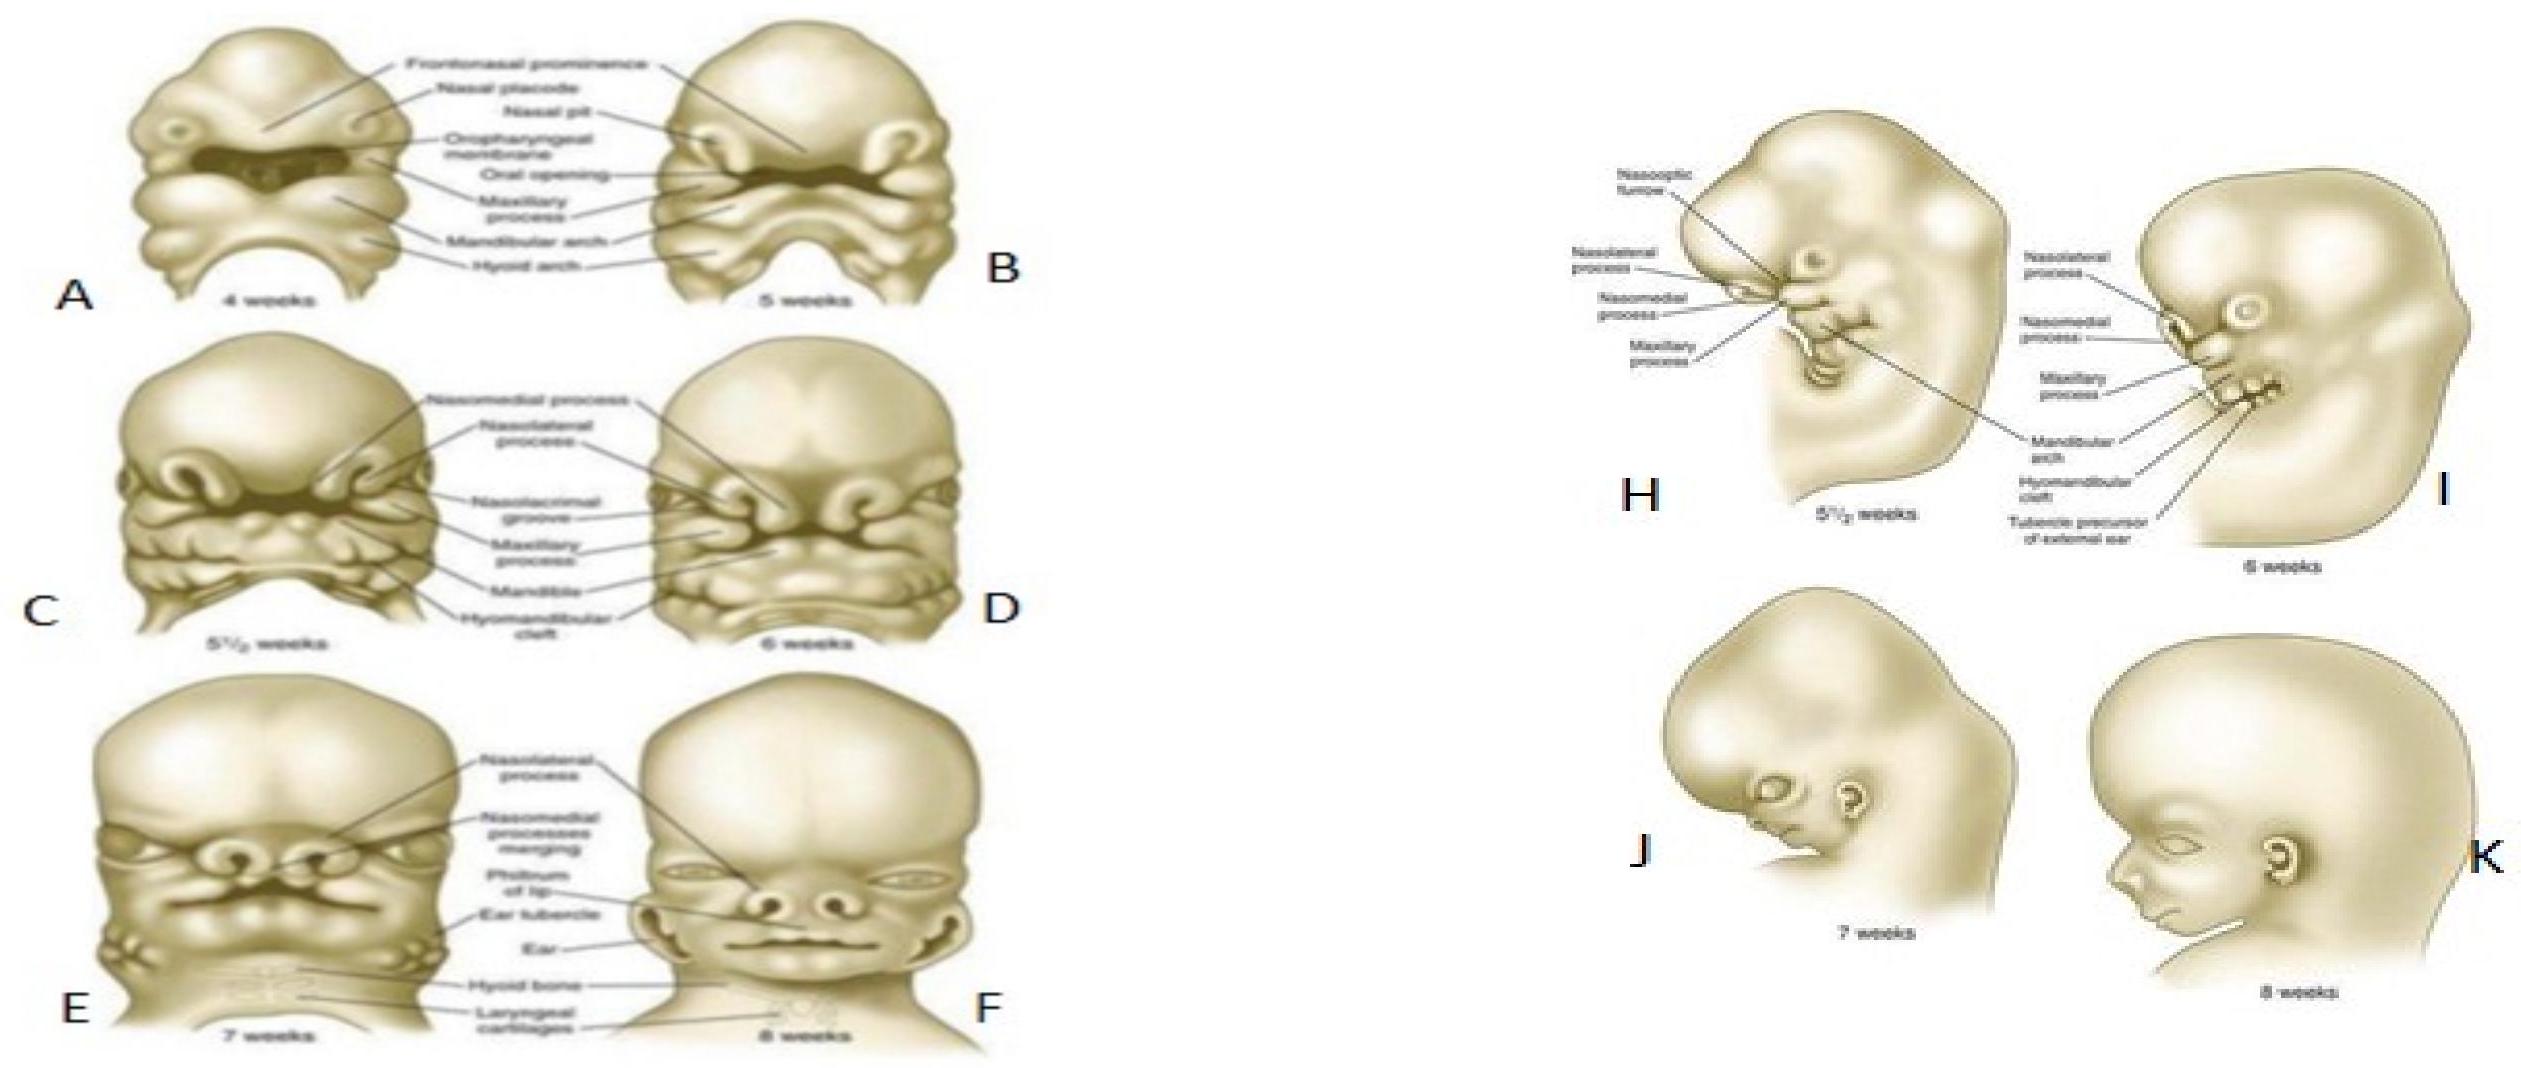 Frontonasal prominence
Nasal placode
Nasal pit
Oropharyngeal
membrane
Oral opening
Maxillary
process
Mandibular arch
Hyoid arch
A
4 weeks
B
5 weeks
Nasomedial process
Nasolateral
process
Nasolacrimal
groove
Maxillary
process
Mandible
Hyomandibular
cleft
C
5 1/2 weeks
D
6 weeks
Nasolateral
process
Nasomedial
processes
merging
Philtrum
of lip
Ear tubercle
Ear
Hyoid bone
Laryngeal
cartilages
E
7 weeks
F
8 weeks
Nasooptic
furrow
Nasolateral
process
Nasomedial
process
Maxillary
process
H
5 1/2 weeks
Nasolateral
process
Nasomedial
process
Maxillary
process
Mandibular
arch
Hyomandibular
cleft
Tubercle precursor
of external ear
I
6 weeks
J
7 weeks
K
8 weeks